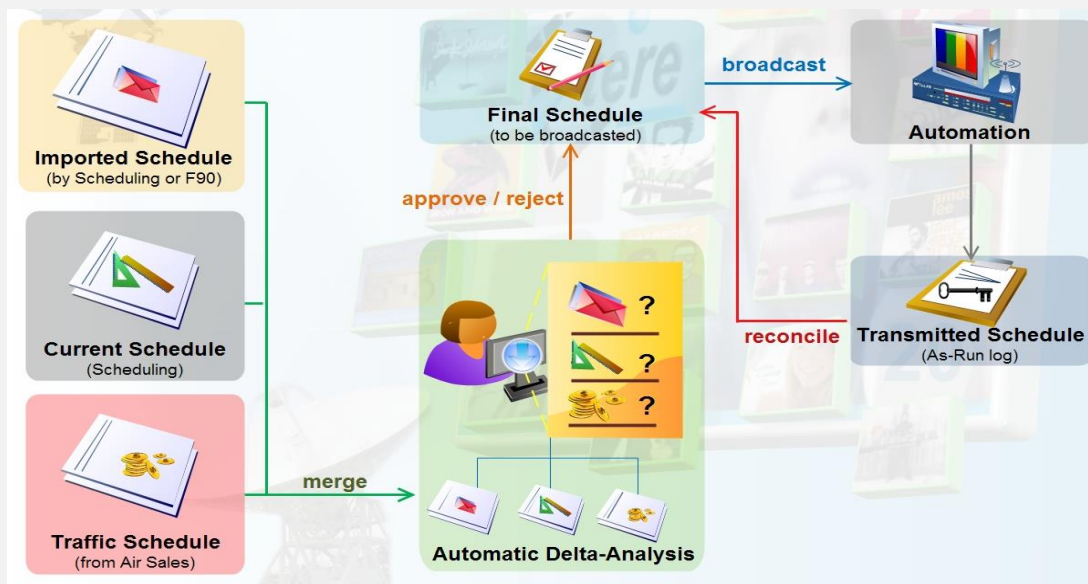 Imported Schedule
(by Scheduling or F90)
Current Schedule
(Scheduling)
Traffic Schedule
(from Air Sales)
merge
?
?
?
Automatic Delta-Analysis
approve / reject
Final Schedule
(to be broadcasted)
broadcast
Automation
reconcile
Transmitted Schedule
(As-Run log)
here